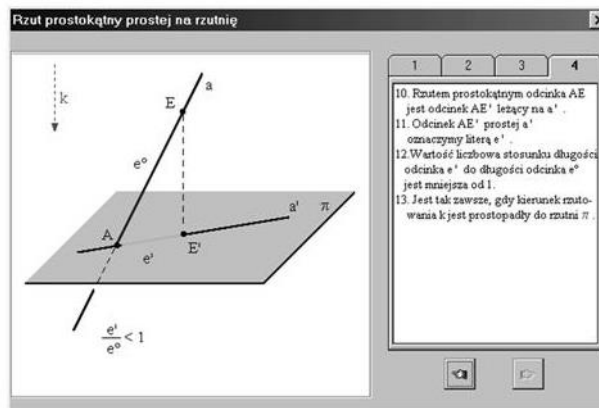 Rzut prostokątny prostej na rzutnię
k
a
E
e°
a'
π
A
E'
e'
e'/e° < 1
1 2 3 4
10. Rzutem prostokątnym odcinka AE
jest odcinek AE' leżący na a' .
11. Odcinek AE' prostej a'
oznaczymy literą e' .
12. Wartość liczbowa stosunku długości
odcinka e' do długości odcinka e°
jest mniejsza od 1.
13. Jest tak zawsze, gdy kierunek rzuto-
wania k jest prostopadły do rzutni π .